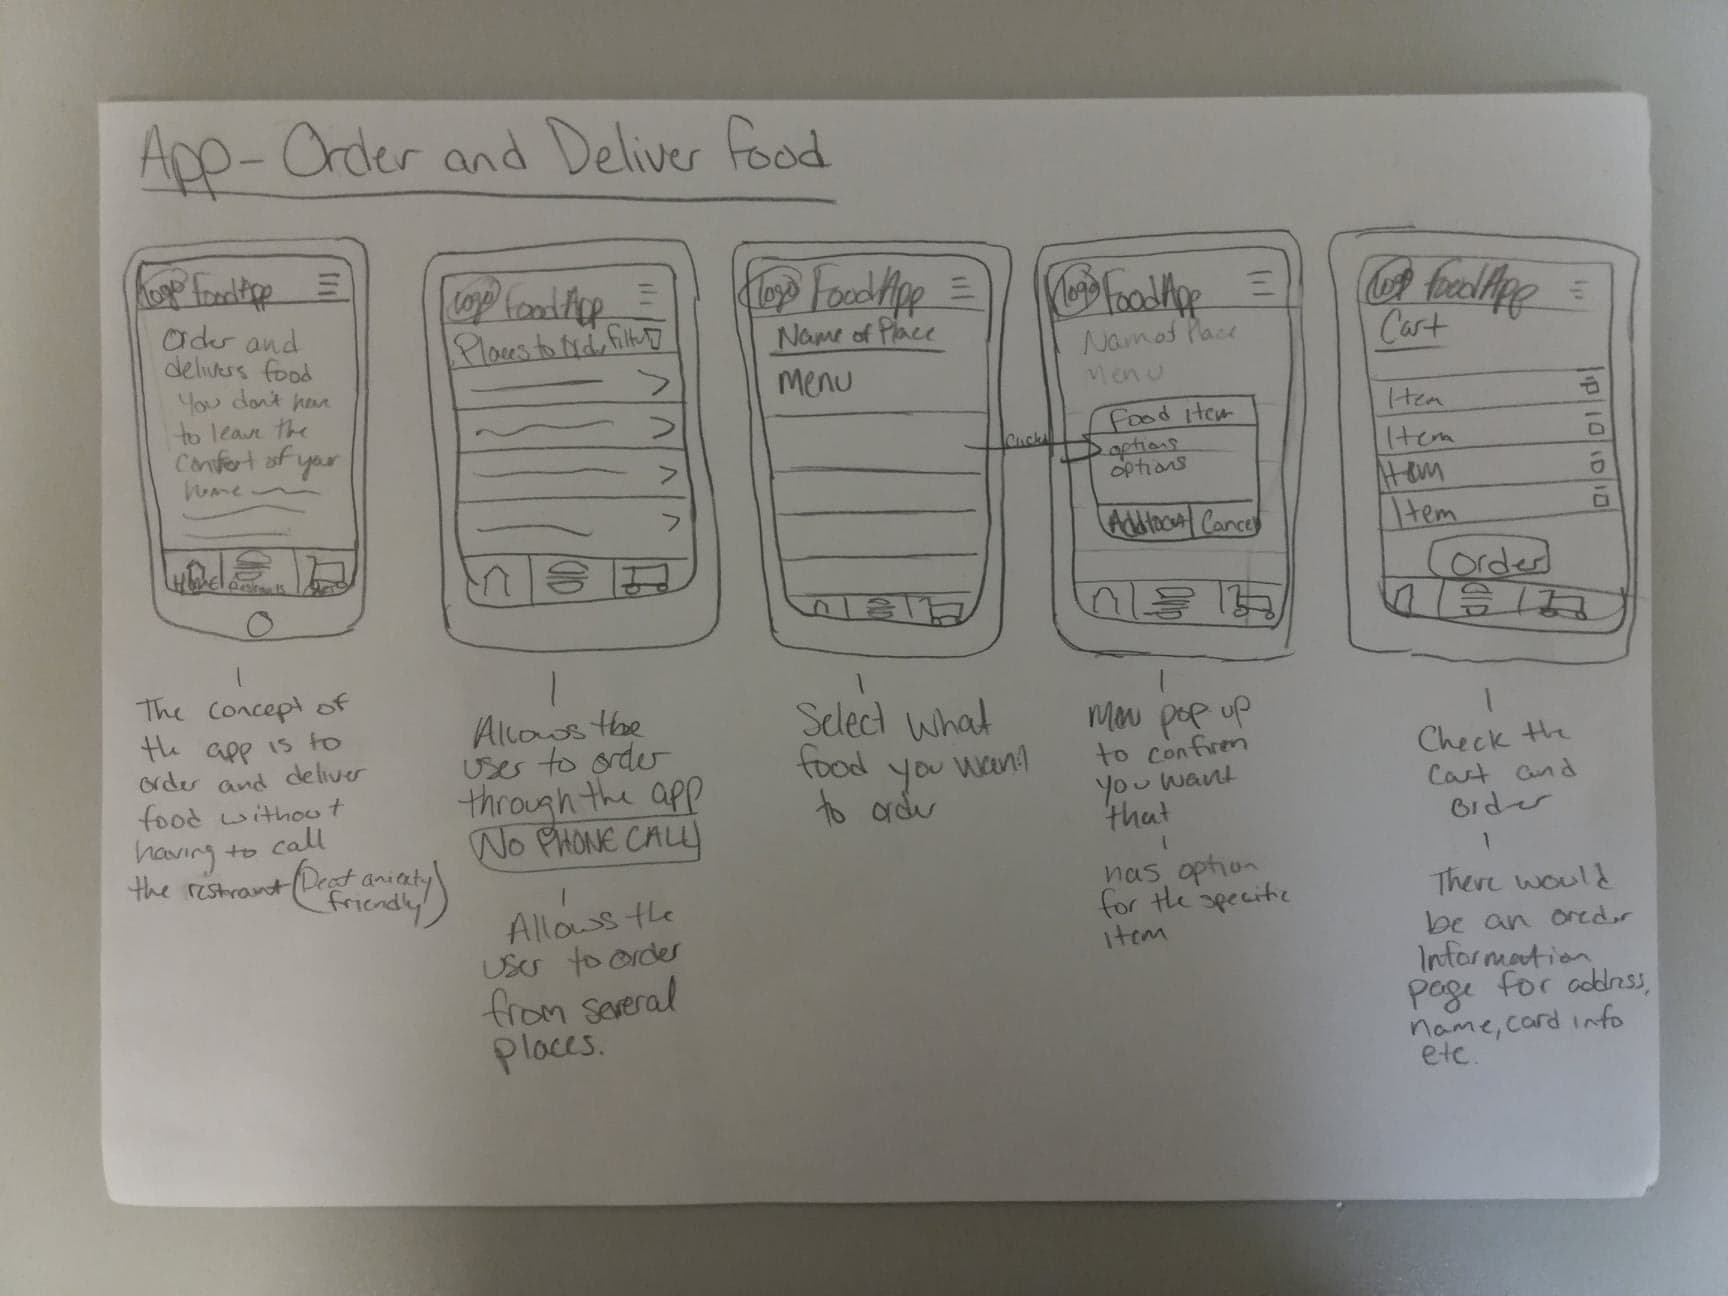 App - Order and Deliver Food
Logo FoodApp
Order and
delivers food
You don't have
to leave the
comfort of your
home
Home Cart
The concept of
the app is to
order and deliver
food without
having to call
the restrant (Deaf anixaty
friendly)
Logo FoodApp
Places to Order Filter
Allows the
user to order
through the app
NO PHONE CALL
Allows the
user to order
from several
places.
Logo FoodApp
Name of Place
Menu
Clicks
Select what
food you want
to order
Logo FoodApp
Name of Place
Menu
Food item
options
options
Add to cart Cancel
Menu pop up
to confirm
you want
that
has option
for the specific
item
Logo FoodApp
Cart
Item
Item
Item
Item
Order
Check the
cart and
order
There would
be an oreder
Information
page for address,
name, card info
etc.